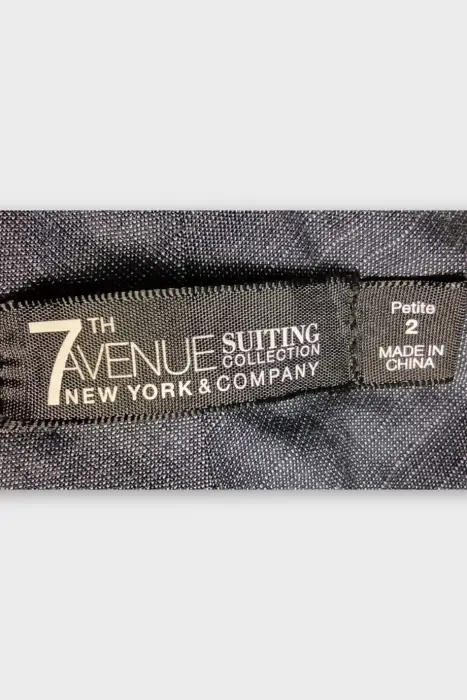 7TH AVENUE SUITING COLLECTION
NEW YORK & COMPANY
Petite
2
MADE IN
CHINA